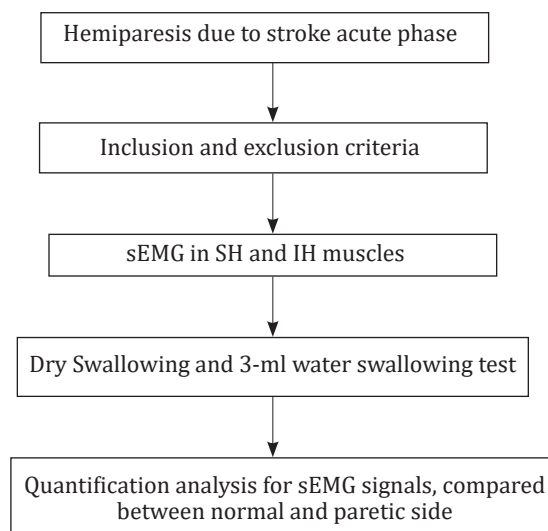 Hemiparesis due to stroke acute phase
Inclusion and exclusion criteria
sEMG in SH and IH muscles
Dry Swallowing and 3-ml water swallowing test
Quantification analysis for sEMG signals, compared
between normal and paretic side